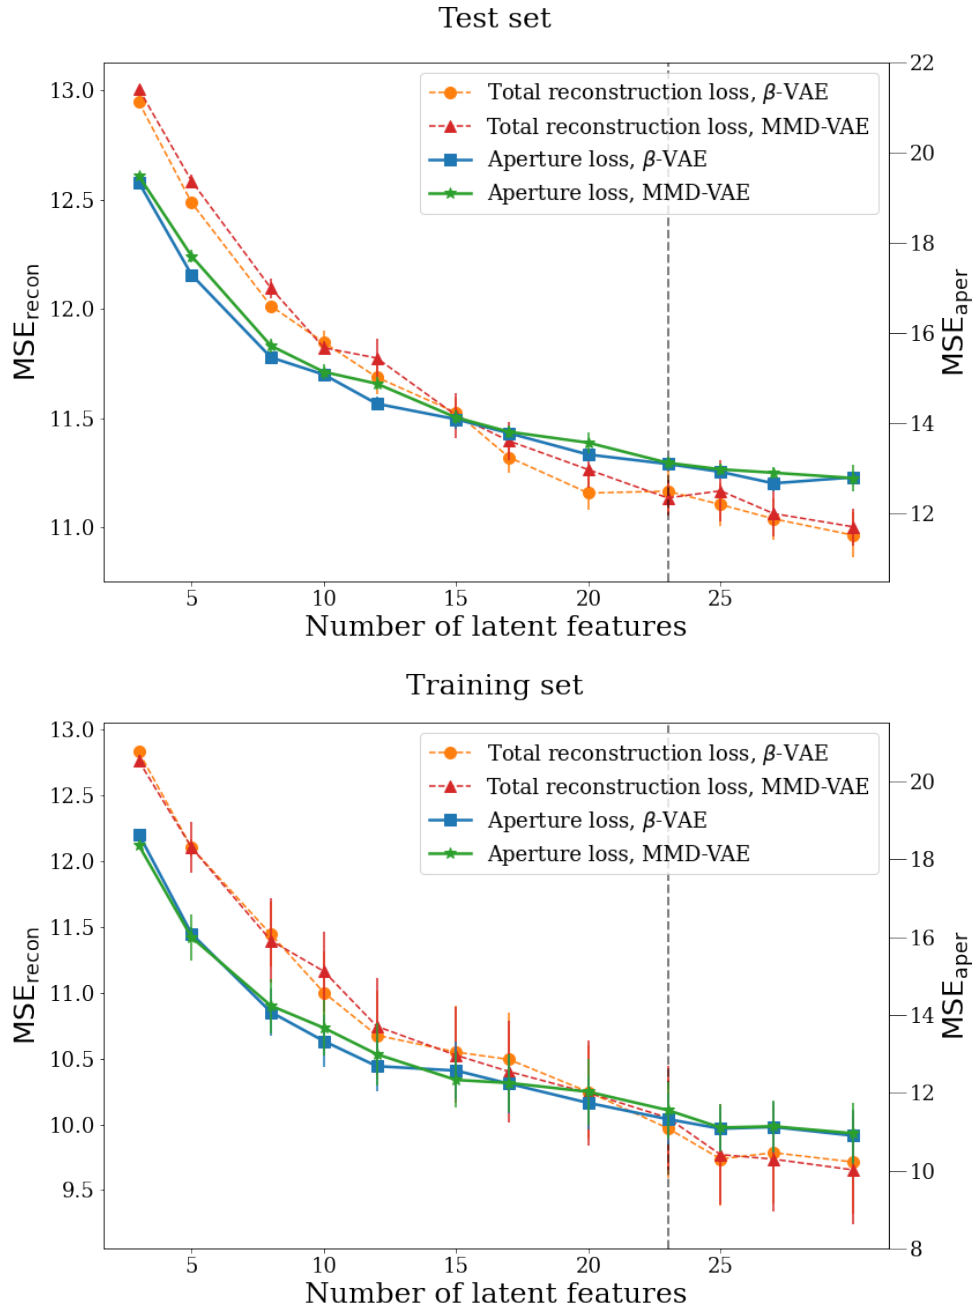 Test set
Total reconstruction loss, β-VAE
Total reconstruction loss, MMD-VAE
Aperture loss, β-VAE
Aperture loss, MMD-VAE
13.0
12.5
12.0
11.5
11.0
MSE_recon
22
20
18
16
14
12
MSE_aper
5 10 15 20 25
Number of latent features
Training set
Total reconstruction loss, β-VAE
Total reconstruction loss, MMD-VAE
Aperture loss, β-VAE
Aperture loss, MMD-VAE
13.0
12.5
12.0
11.5
11.0
10.5
10.0
9.5
MSE_recon
20
18
16
14
12
10
8
MSE_aper
5 10 15 20 25
Number of latent features